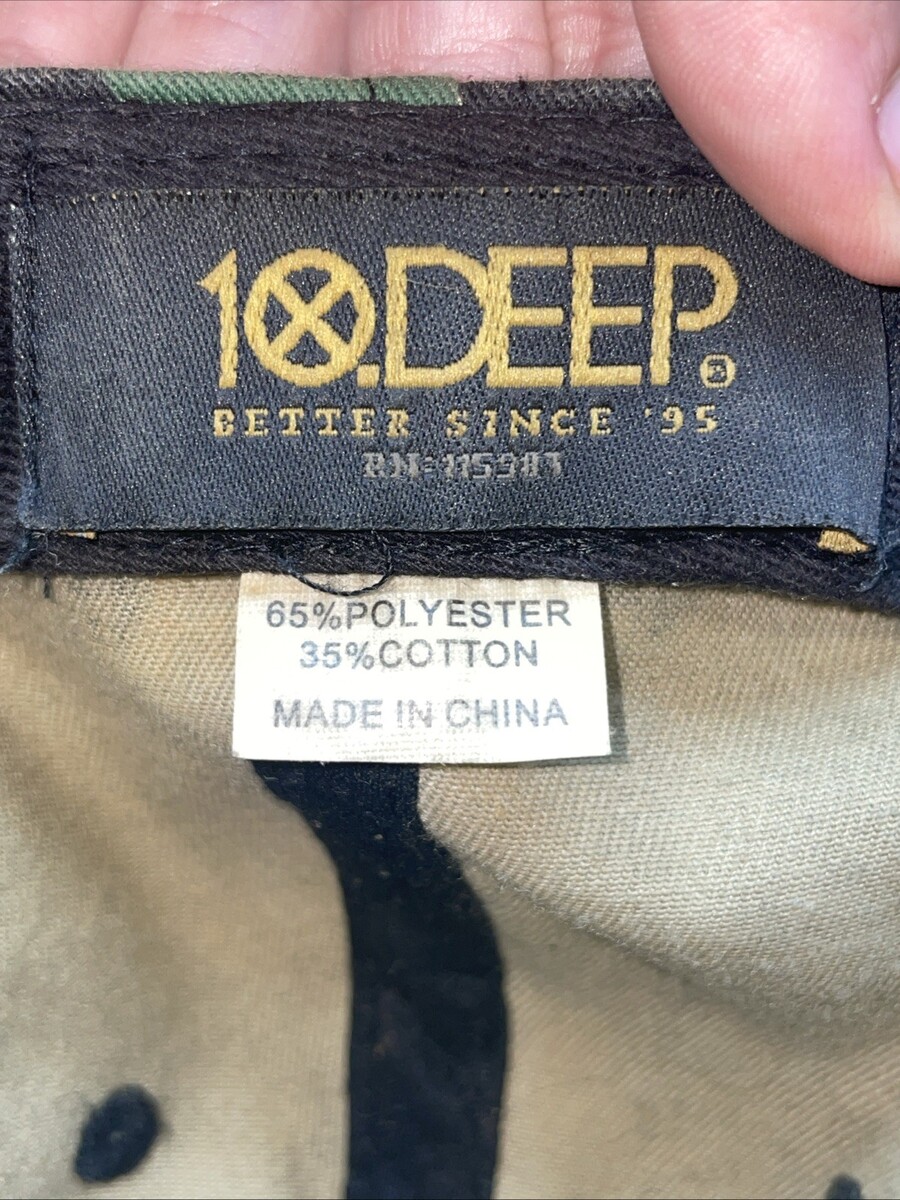 10.DEEP®
BETTER SINCE '95
65%POLYESTER
35%COTTON
MADE IN CHINA